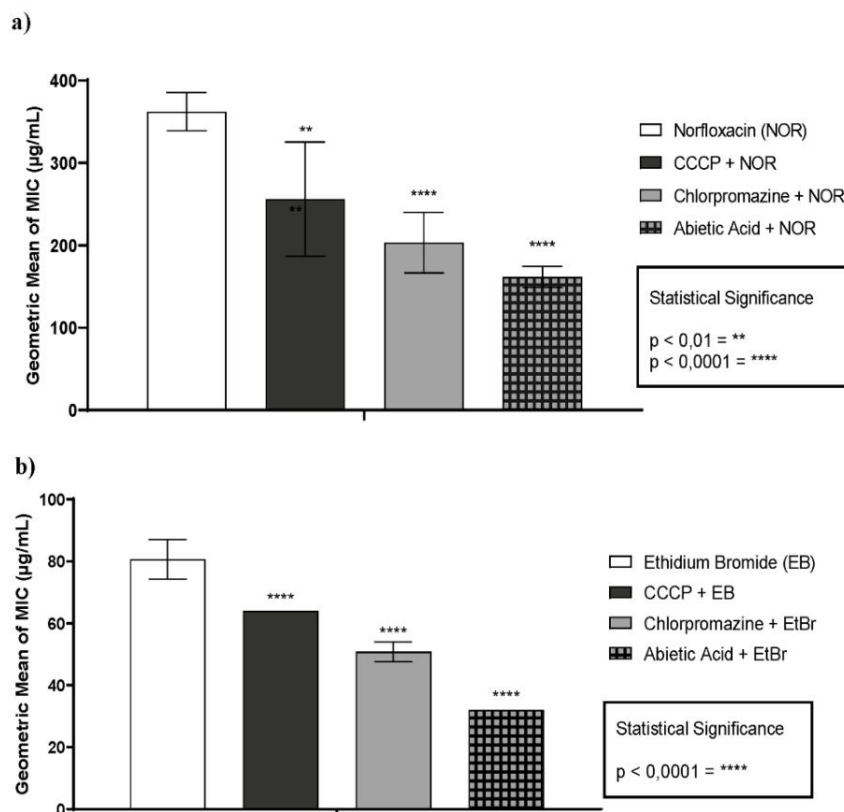 a)
Geometric Mean of MIC (µg/mL)
400
300
200
100
0
**
**
****
****
Norfloxacin (NOR)
CCCP + NOR
Chlorpromazine + NOR
Abietic Acid + NOR
Statistical Significance
p < 0,01 = **
p < 0,0001 = ****
b)
Geometric Mean of MIC (µg/mL)
100
80
60
40
20
0
****
****
****
Ethidium Bromide (EB)
CCCP + EB
Chlorpromazine + EtBr
Abietic Acid + EtBr
Statistical Significance
p < 0,0001 = ****